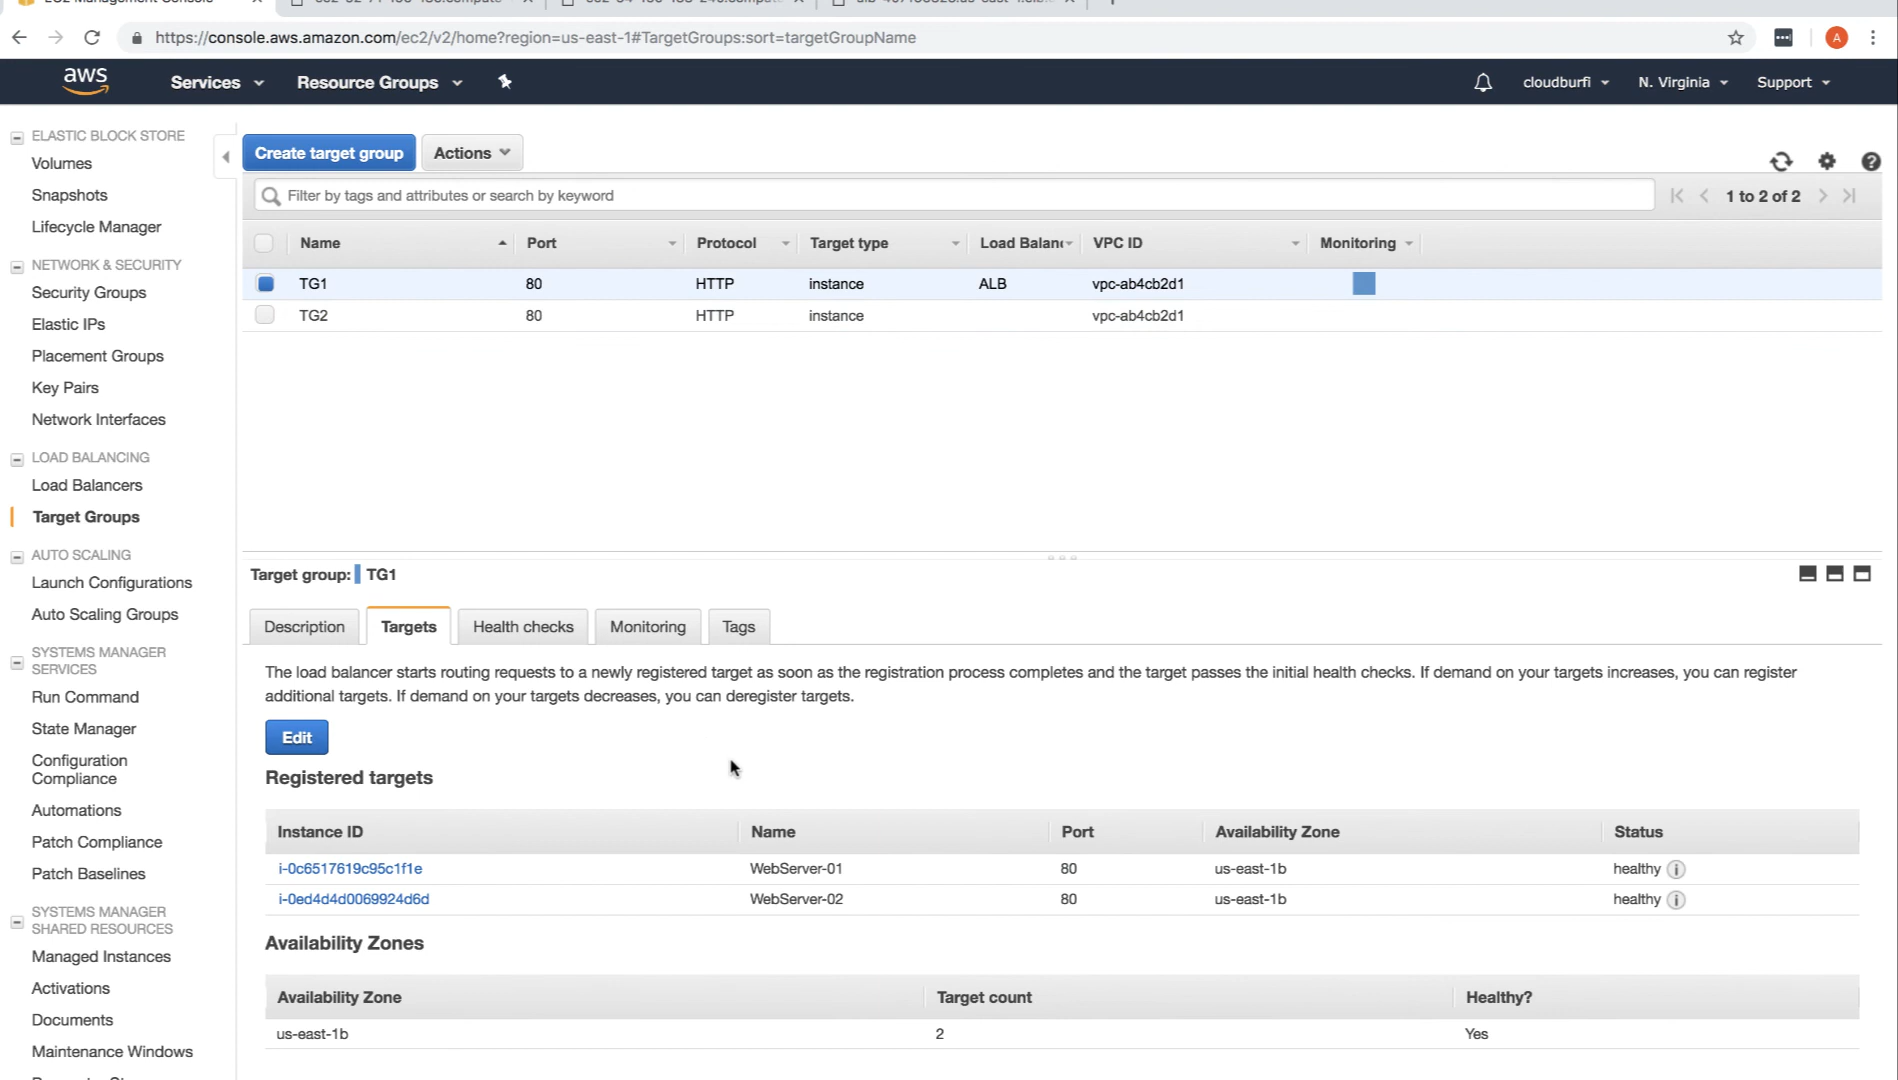 https://console.aws.amazon.com/ec2/v2/home?region=us-east-1#TargetGroups:sort=targetGroupName
A
aws
Services
Resource Groups
cloudburfi
N. Virginia
Support
ELASTIC BLOCK STORE
Volumes
Snapshots
Lifecycle Manager
NETWORK & SECURITY
Security Groups
Elastic IPs
Placement Groups
Key Pairs
Network Interfaces
LOAD BALANCING
Load Balancers
Target Groups
AUTO SCALING
Launch Configurations
Auto Scaling Groups
SYSTEMS MANAGER
SERVICES
Run Command
State Manager
Configuration
Compliance
Automations
Patch Compliance
Patch Baselines
SYSTEMS MANAGER
SHARED RESOURCES
Managed Instances
Activations
Documents
Maintenance Windows
Create target group
Actions
Filter by tags and attributes or search by keyword
1 to 2 of 2
Name Port Protocol Target type Load Balanc VPC ID Monitoring
TG1 80 HTTP instance ALB vpc-ab4cb2d1
TG2 80 HTTP instance vpc-ab4cb2d1
Target group: TG1
Description Targets Health checks Monitoring Tags
The load balancer starts routing requests to a newly registered target as soon as the registration process completes and the target passes the initial health checks. If demand on your targets increases, you can register
additional targets. If demand on your targets decreases, you can deregister targets.
Edit
Registered targets
Instance ID Name Port Availability Zone Status
i-0c6517619c95c1f1e WebServer-01 80 us-east-1b healthy
i-0ed4d4d0069924d6d WebServer-02 80 us-east-1b healthy
Availability Zones
Availability Zone Target count Healthy?
us-east-1b 2 Yes